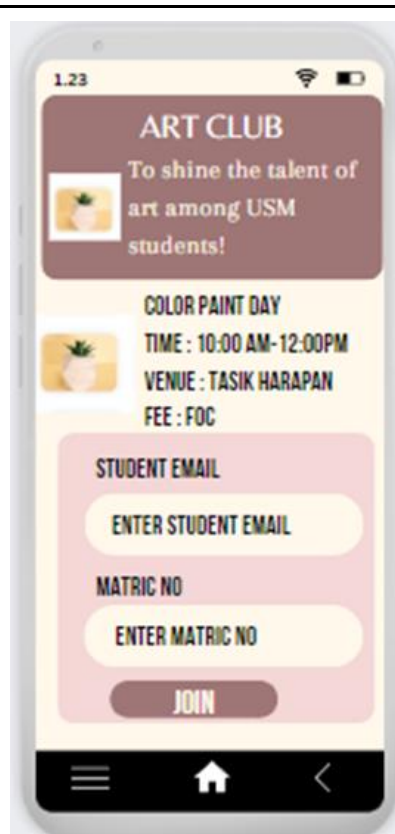 1.23
ART CLUB
To shine the talent of
art among USM
students!
COLOR PAINT DAY
TIME : 10:00 AM-12:00PM
VENUE : TASIK HARAPAN
FEE : FOC
STUDENT EMAIL
ENTER STUDENT EMAIL
MATRIC NO
ENTER MATRIC NO
JOIN